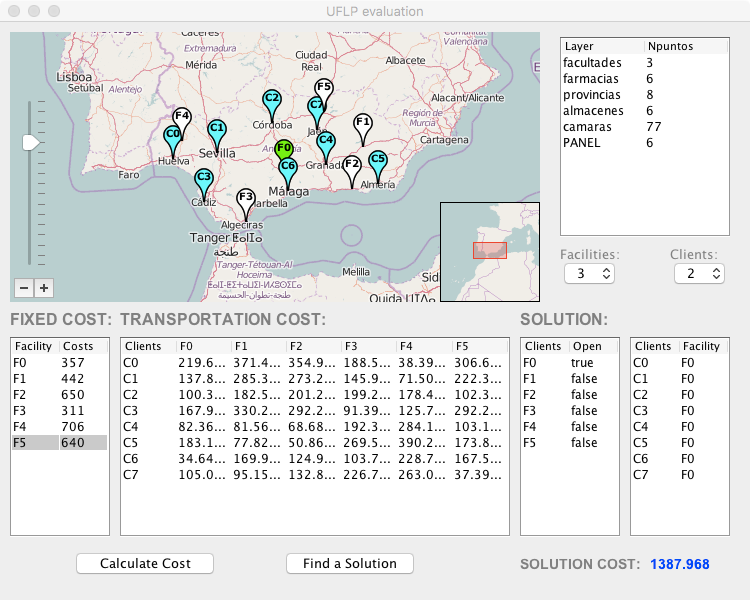 UFLP evaluation
Cáceres
Extremadura
Mérida
Ciudad
Real
Albacete
Comunitat
Valenciana
Lisboa
Setúbal
Alentejo
Alacant/Alicante
Región de
Murcia
Cartagena
Córdoba
Jaén
Huelva
Sevilla
Granada
Faro
Cádiz
Málaga
Marbella
Almería
Algeciras
Tanger
طنجة
Tanger-Tétouan-Al
Hoceima
Melilla
F4
C0
C1
C2
F5
C7
F1
F0
C4
C6
F2
C5
C3
F3
Layer Npuntos
facultades 3
farmacias 6
provincias 8
almacenes 6
camaras 77
PANEL 6
Facilities: Clients:
3 2
FIXED COST: TRANSPORTATION COST: SOLUTION:
Facility Costs
F0 357
F1 442
F2 650
F3 311
F4 706
F5 640
Clients F0 F1 F2 F3 F4 F5
C0 219.6... 371.4... 354.9... 188.5... 38.39... 306.6...
C1 137.8... 285.3... 273.2... 145.9... 71.50... 222.3...
C2 100.3... 182.5... 201.2... 199.2... 178.4... 102.3...
C3 167.9... 330.2... 292.2... 91.39... 125.7... 292.2...
C4 82.36... 81.56... 68.68... 192.3... 284.1... 103.1...
C5 183.1... 77.82... 50.86... 269.5... 390.2... 173.8...
C6 34.64... 169.9... 124.9... 103.7... 228.7... 167.5...
C7 105.0... 95.15... 132.8... 226.7... 263.0... 37.39...
Clients Open
F0 true
F1 false
F2 false
F3 false
F4 false
F5 false
Clients Facility
C0 F0
C1 F0
C2 F0
C3 F0
C4 F0
C5 F0
C6 F0
C7 F0
Calculate Cost Find a Solution SOLUTION COST: 1387.968